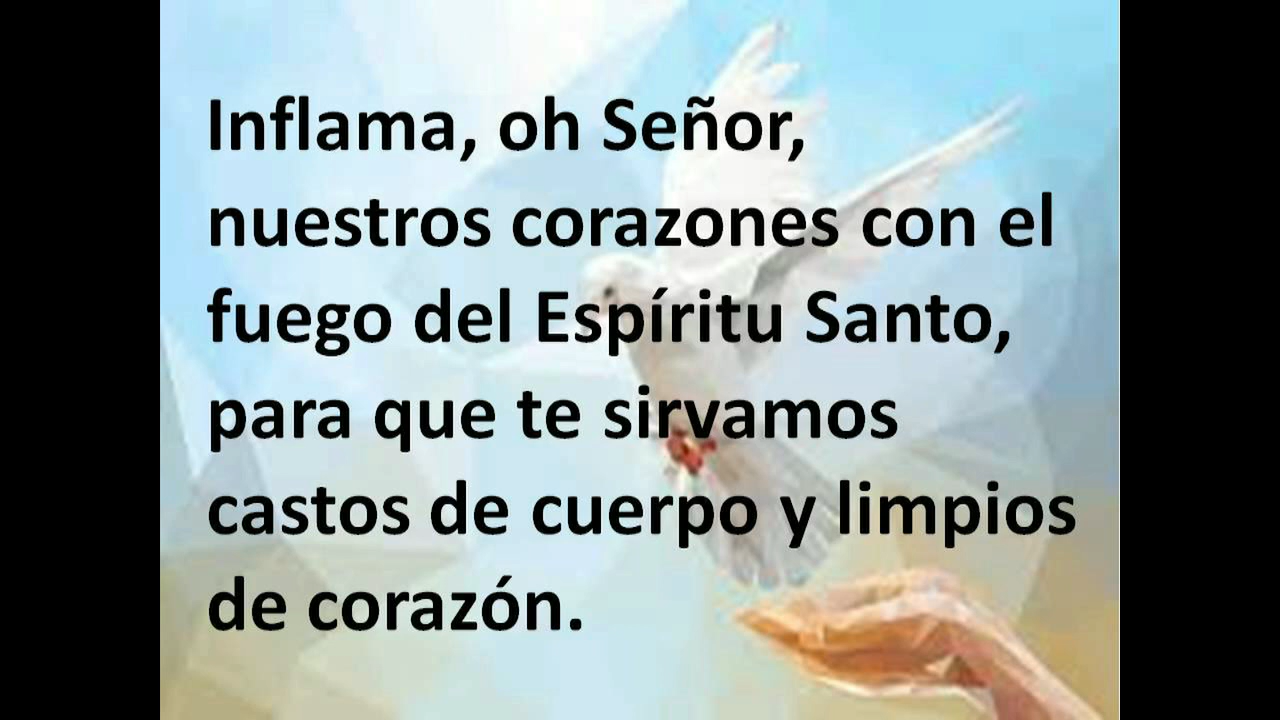 Inflama, oh Señor,
nuestros corazones con el
fuego del Espíritu Santo,
para que te sirvamos
castos de cuerpo y limpios
de corazón.